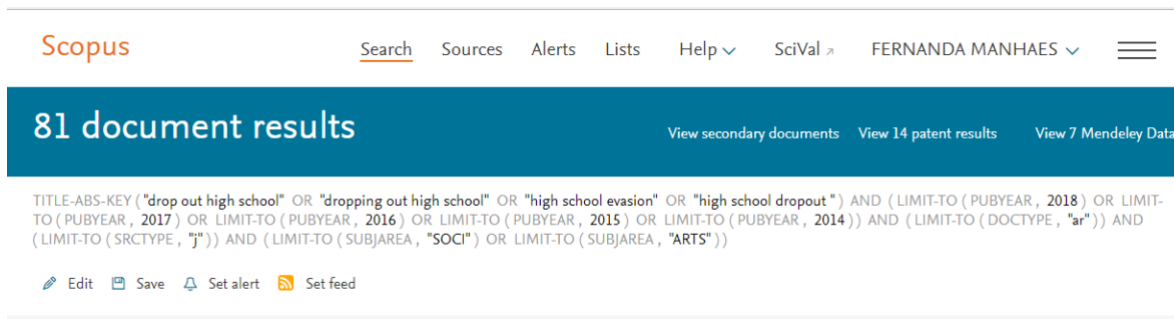 Scopus Search Sources Alerts Lists Help SciVal FERNANDA MANHAES
81 document results View secondary documents View 14 patent results View 7 Mendeley Data
TITLE-ABS-KEY ( "drop out high school" OR "dropping out high school" OR "high school evasion" OR "high school dropout " ) AND ( LIMIT-TO ( PUBYEAR , 2018 ) OR LIMIT-
TO ( PUBYEAR , 2017 ) OR LIMIT-TO ( PUBYEAR , 2016 ) OR LIMIT-TO ( PUBYEAR , 2015 ) OR LIMIT-TO ( PUBYEAR , 2014 ) ) AND ( LIMIT-TO ( DOCTYPE , "ar" ) ) AND
( LIMIT-TO ( SRCTYPE , "j" ) ) AND ( LIMIT-TO ( SUBJAREA , "SOCI" ) OR LIMIT-TO ( SUBJAREA , "ARTS" ) )
Edit Save Set alert Set feed